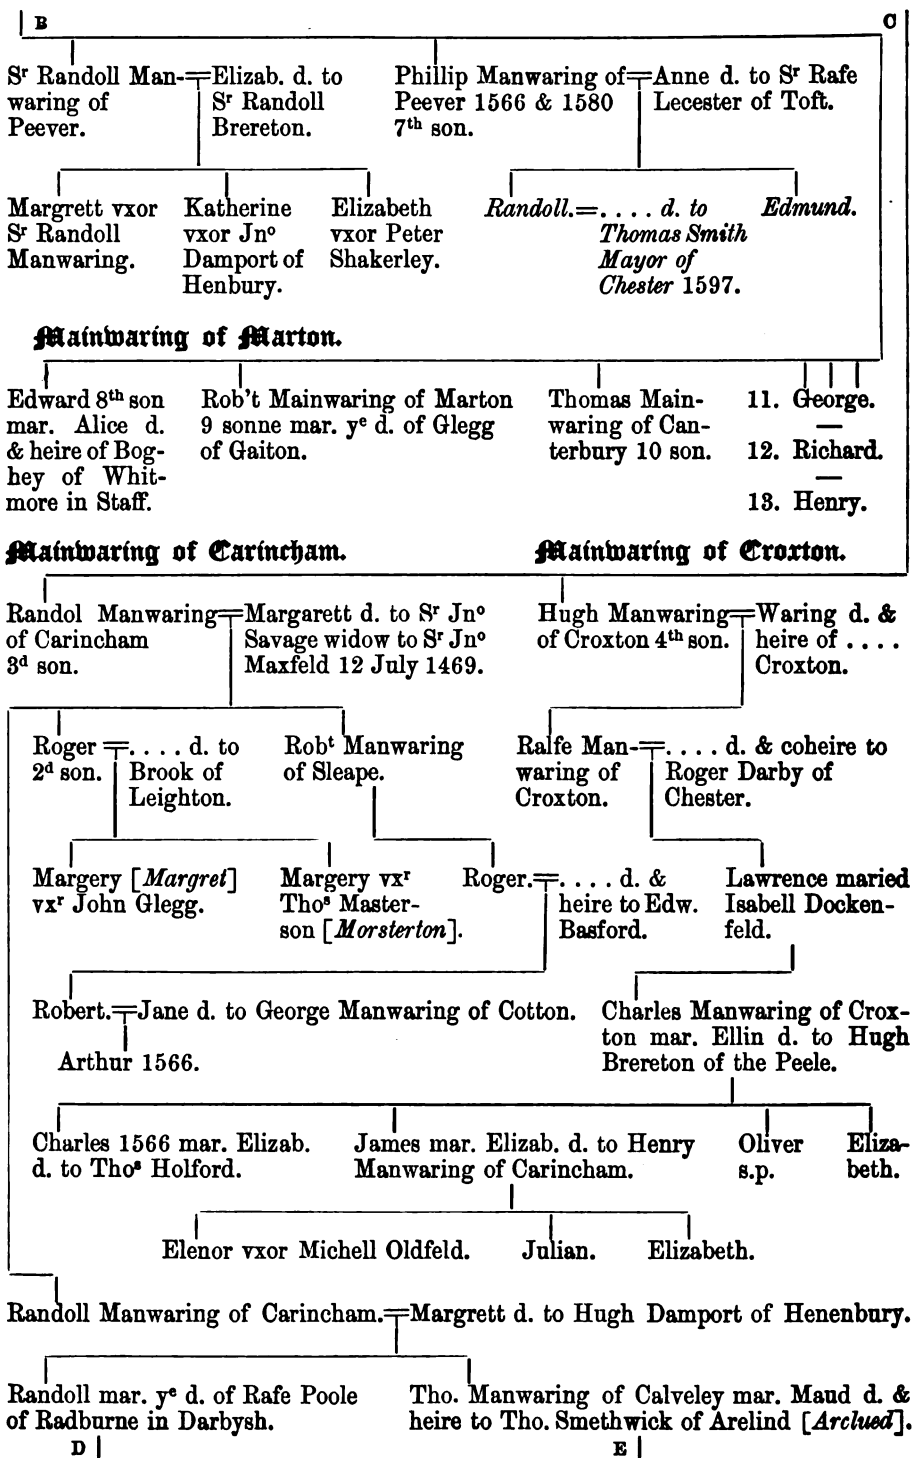 B C
Sr Randoll Man-=Elizab. d. to
waring of Sr Randoll
Peever. Brereton.
Phillip Manwaring of=Anne d. to Sr Rafe
Peever 1566 & 1580 Lecester of Toft.
7th son.
Margrett vxor
Sr Randoll
Manwaring.
Katherine
vxor Jno
Damport of
Henbury.
Elizabeth
vxor Peter
Shakerley.
Randoll.=.... d. to
Thomas Smith
Mayor of
Chester 1597.
Edmund.
Mainwaring of Marton.
Edward 8th son
mar. Alice d.
& heire of Bog-
hey of Whit-
more in Staff.
Rob't Mainwaring of Marton
9 sonne mar. ye d. of Glegg
of Gaiton.
Thomas Main-
waring of Can-
terbury 10 son.
11. George.
—
12. Richard.
—
13. Henry.
Mainwaring of Carincham.
Mainwaring of Croxton.
Randol Manwaring=Margarett d. to Sr Jno
of Carincham Savage widow to Sr Jno
3d son. Maxfeld 12 July 1469.
Hugh Manwaring=Waring d. &
of Croxton 4th son. heire of ....
Croxton.
Roger =.... d. to
2d son. Brook of
Leighton.
Robt Manwaring
of Sleape.
Ralfe Man-=.... d. & coheire to
waring of Roger Darby of
Croxton. Chester.
Margery [Margret]
vxr John Glegg.
Margery vxr
Thos Master-
son [Morsterton].
Roger.=.... d. &
heire to Edw.
Basford.
Lawrence maried
Isabell Docken-
feld.
Robert.=Jane d. to George Manwaring of Cotton.
Arthur 1566.
Charles Manwaring of Crox-
ton mar. Ellin d. to Hugh
Brereton of the Peele.
Charles 1566 mar. Elizab.
d. to Thos Holford.
James mar. Elizab. d. to Henry
Manwaring of Carincham.
Oliver
s.p.
Eliza-
beth.
Elenor vxor Michell Oldfeld. Julian. Elizabeth.
Randoll Manwaring of Carincham.=Margrett d. to Hugh Damport of Henenbury.
Randoll mar. ye d. of Rafe Poole
of Radburne in Darbysh.
Tho. Manwaring of Calveley mar. Maud d. &
heire to Tho. Smethwick of Arelind [Arclued].
D E